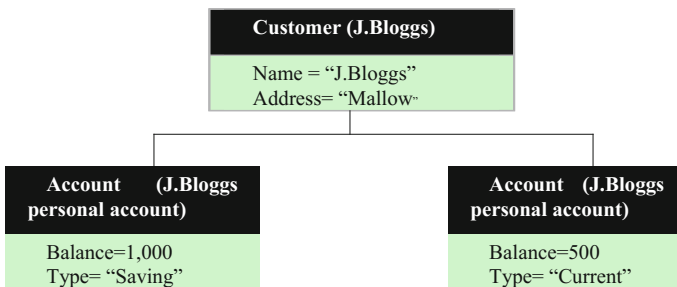 Customer (J.Bloggs)
Name = “J.Bloggs”
Address= “Mallow”
Account (J.Bloggs
personal account)
Balance=1,000
Type= “Saving”
Account (J.Bloggs
personal account)
Balance=500
Type= “Current”